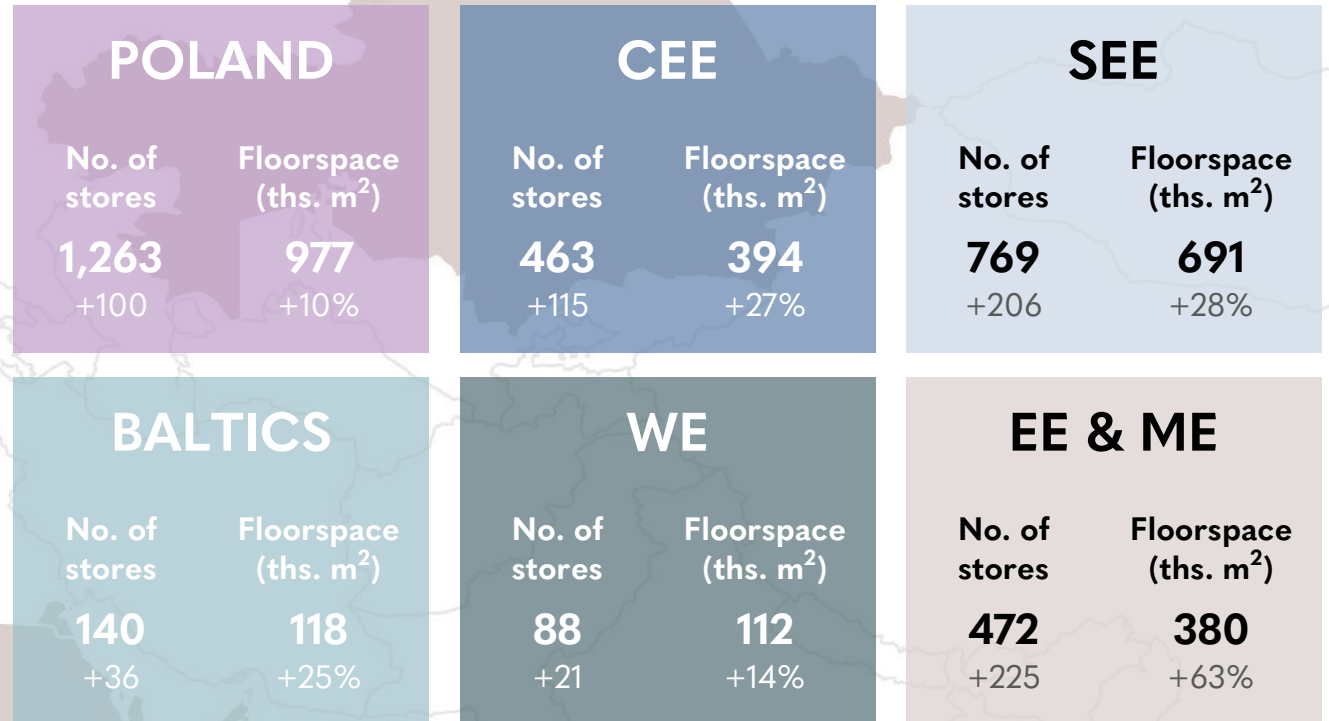 POLAND
No. of stores
Floorspace (ths. m²)
1,263
977
+100
+10%
CEE
No. of stores
Floorspace (ths. m²)
463
394
+115
+27%
SEE
No. of stores
Floorspace (ths. m²)
769
691
+206
+28%
BALTICS
No. of stores
Floorspace (ths. m²)
140
118
+36
+25%
WE
No. of stores
Floorspace (ths. m²)
88
112
+21
+14%
EE & ME
No. of stores
Floorspace (ths. m²)
472
380
+225
+63%